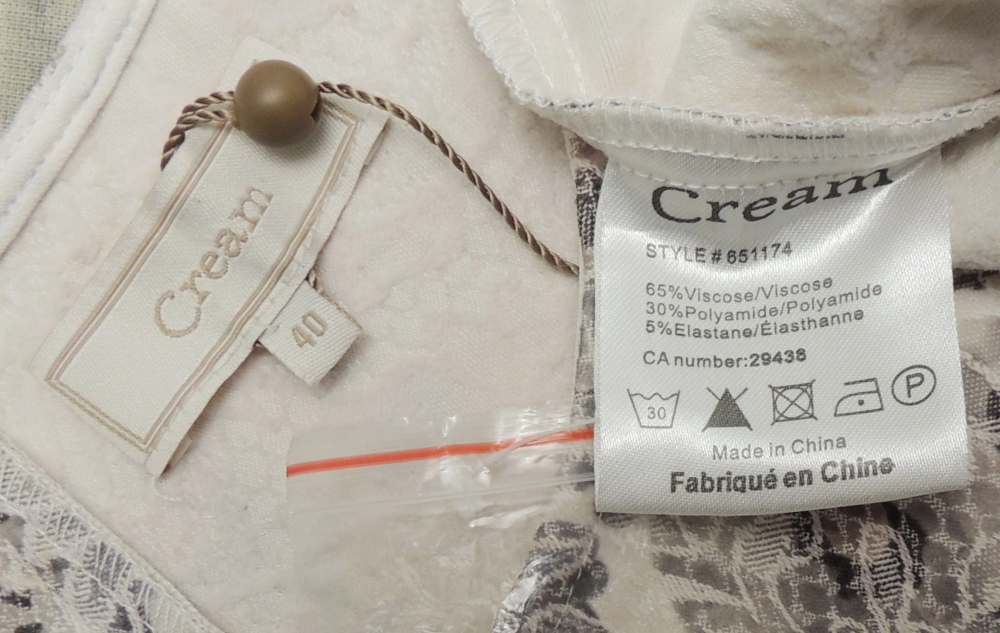 Cream
40
Cream
STYLE # 651174
65%Viscose/Viscose
30%Polyamide/Polyamide
5%Elastane/Élasthanne
CA number:29438
30
P
Made in China
Fabriqué en Chine